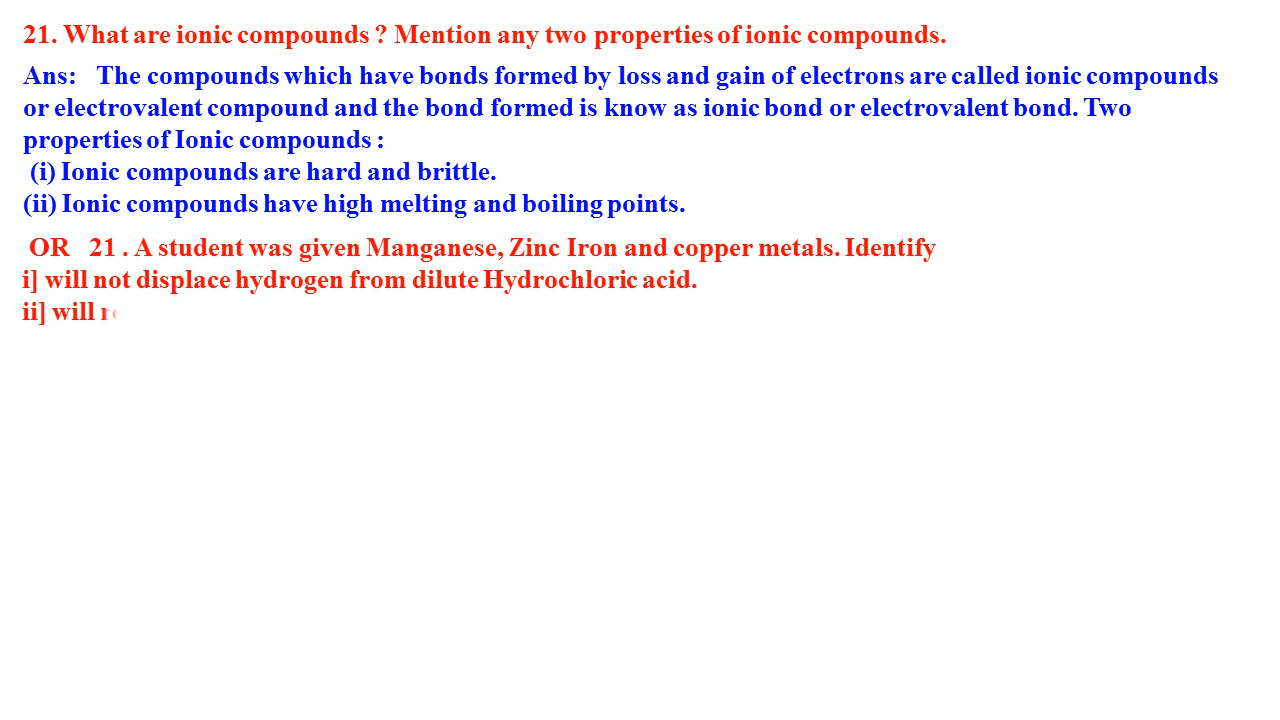 21. What are ionic compounds ? Mention any two properties of ionic compounds.
Ans: The compounds which have bonds formed by loss and gain of electrons are called ionic compounds
or electrovalent compound and the bond formed is know as ionic bond or electrovalent bond. Two
properties of Ionic compounds :
(i) Ionic compounds are hard and brittle.
(ii) Ionic compounds have high melting and boiling points.
OR 21 . A student was given Manganese, Zinc Iron and copper metals. Identify
i] will not displace hydrogen from dilute Hydrochloric acid.
ii] will